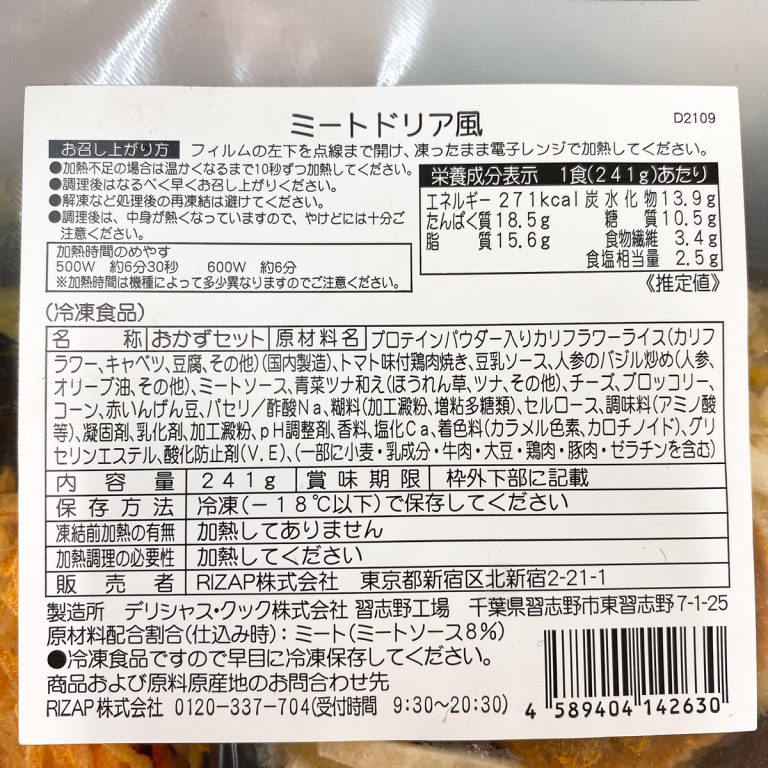 ミートドリア風
D2109
お召し上がり方 フィルムの左下を点線まで開け、凍ったまま電子レンジで加熱してください。
●加熱不足の場合は温かくなるまで10秒ずつ加熱してください。
●調理後はなるべく早くお召し上がりください。
●解凍など処理後の再凍結は避けてください。
●調理後は、中身が熱くなっていますので、やけどには十分ご
注意ください。
加熱時間のめやす
500W 約6分30秒 600W 約6分
※加熱時間は機種によって多少異なりますのでご注意ください。
栄養成分表示 1食(241g)あたり
エネルギー 271kcal 炭水化物 13.9g
たんぱく質 18.5g 糖質 10.5g
脂質 15.6g 食物繊維 3.4g
食塩相当量 2.5g
《推定値》
(冷凍食品)
名称 おかずセット 原材料名 プロテインパウダー入りカリフラワーライス(カリフ
ラワー、キャベツ、豆腐、その他)(国内製造)、トマト味付鶏肉焼き、豆乳ソース、人参のバジル炒め(人参、
オリーブ油、その他)、ミートソース、青菜ツナ和え(ほうれん草、ツナ、その他)、チーズ、ブロッコリー、
コーン、赤いんげん豆、パセリ／酢酸Na、糊料(加工澱粉、増粘多糖類)、セルロース、調味料(アミノ酸
等)、凝固剤、乳化剤、加工澱粉、pH調整剤、香料、塩化Ca、着色料(カラメル色素、カロチノイド)、グリ
セリンエステル、酸化防止剤(V.E)、(一部に小麦・乳成分・牛肉・大豆・鶏肉・豚肉・ゼラチンを含む)
内容量 241g 賞味期限 枠外下部に記載
保存方法 冷凍(－18℃以下)で保存してください
凍結前加熱の有無 加熱してありません
加熱調理の必要性 加熱してください
販売者 RIZAP株式会社 東京都新宿区北新宿2-21-1
製造所 デリシャス・クック株式会社 習志野工場 千葉県習志野市東習志野7-1-25
原材料配合割合(仕込み時)：ミート(ミートソース8%)
●冷凍食品ですので早目に冷凍保存してください。
商品および原料原産地のお問合わせ先
RIZAP株式会社 0120-337-704(受付時間 9:30～20:30)
4 589404 142630